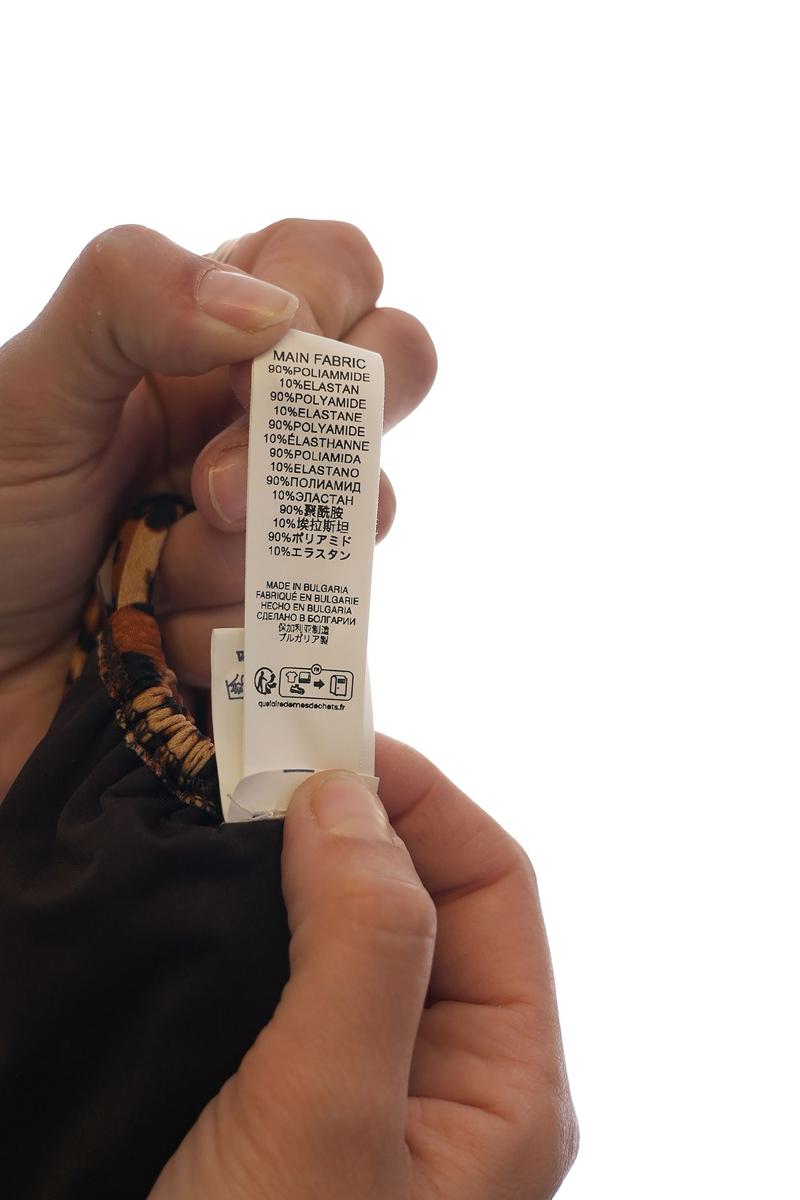 MAIN FABRIC
90%POLIAMMIDE
10%ELASTAN
90%POLYAMIDE
10%ELASTANE
90%POLYAMIDE
10%ÉLASTHANNE
90%POLIAMIDA
10%ELASTANO
90%ПОЛИАМИД
10%ЭЛАСТАН
90%聚酰胺
10%埃拉斯坦
90%ポリアミド
10%エラスタン
MADE IN BULGARIA
FABRIQUÉ EN BULGARIE
HECHO EN BULGARIA
СДЕЛАНО В БОЛГАРИИ
保加利亚制造
ブルガリア製
FR
quefairedemesdechets.fr